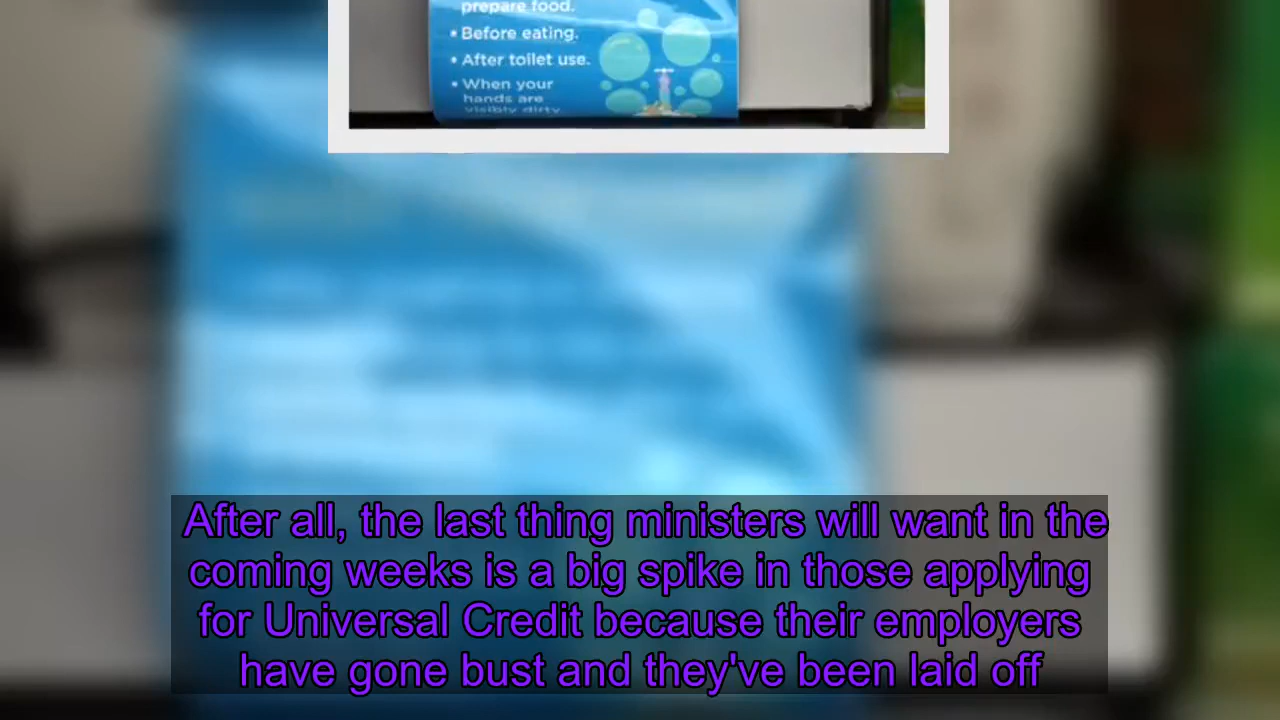 prepare food.
• Before eating.
• After toilet use.
• When your
hands are
visibly dirty
After all, the last thing ministers will want in the
coming weeks is a big spike in those applying
for Universal Credit because their employers
have gone bust and they've been laid off